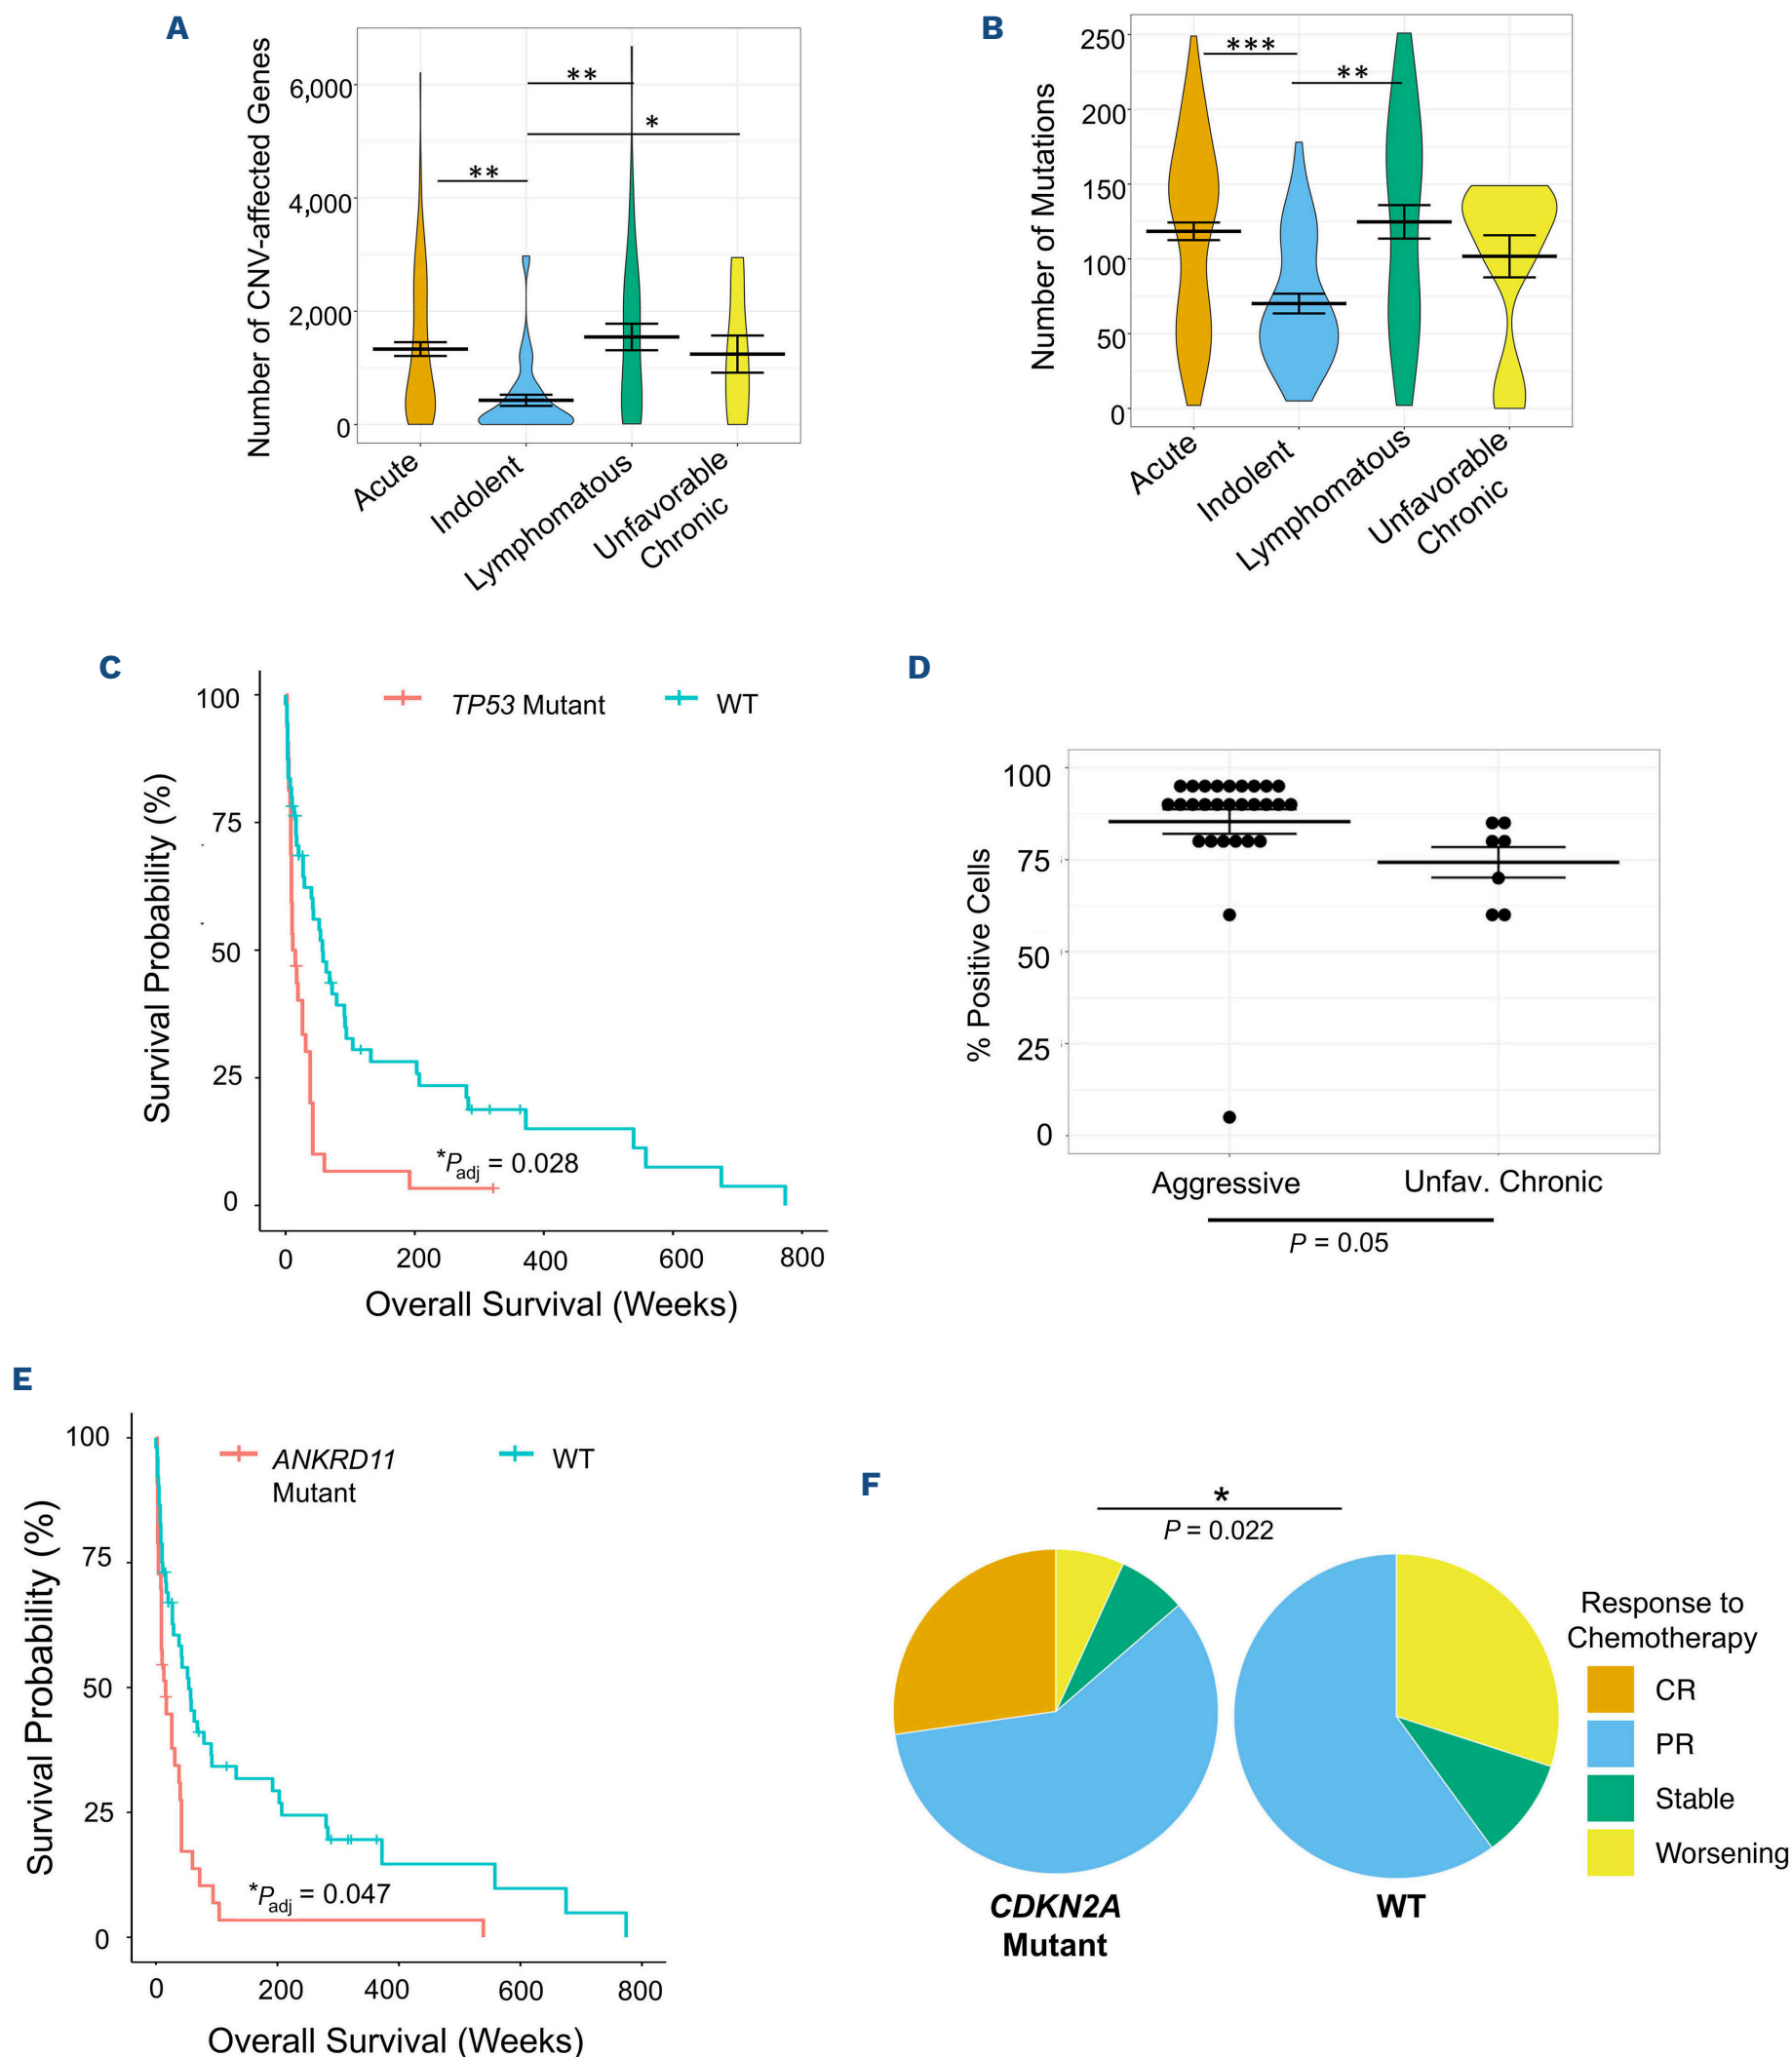 A
Number of CNV-affected Genes
6,000
4,000
2,000
0
**
*
**
Acute
Indolent
Lymphomatous
Unfavorable
Chronic
B
Number of Mutations
250
200
150
100
50
0
***
**
Acute
Indolent
Lymphomatous
Unfavorable
Chronic
C
Survival Probability (%)
100
75
50
25
0
TP53 Mutant
WT
*Padj = 0.028
0 200 400 600 800
Overall Survival (Weeks)
D
% Positive Cells
100
75
50
25
0
Aggressive Unfav. Chronic
P = 0.05
E
Survival Probability (%)
100
75
50
25
0
ANKRD11
Mutant
WT
*Padj = 0.047
0 200 400 600 800
Overall Survival (Weeks)
F
*
P = 0.022
CDKN2A
Mutant
WT
Response to
Chemotherapy
CR
PR
Stable
Worsening